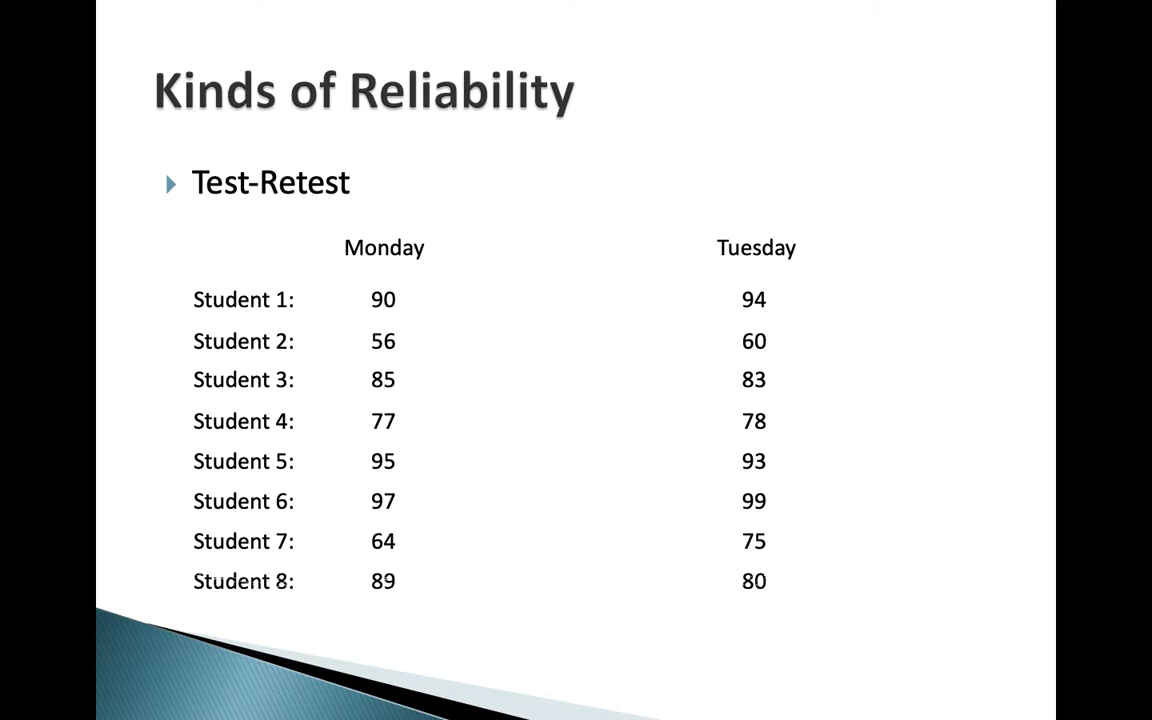 Kinds of Reliability
Test-Retest
Monday Tuesday
Student 1: 90 94
Student 2: 56 60
Student 3: 85 83
Student 4: 77 78
Student 5: 95 93
Student 6: 97 99
Student 7: 64 75
Student 8: 89 80